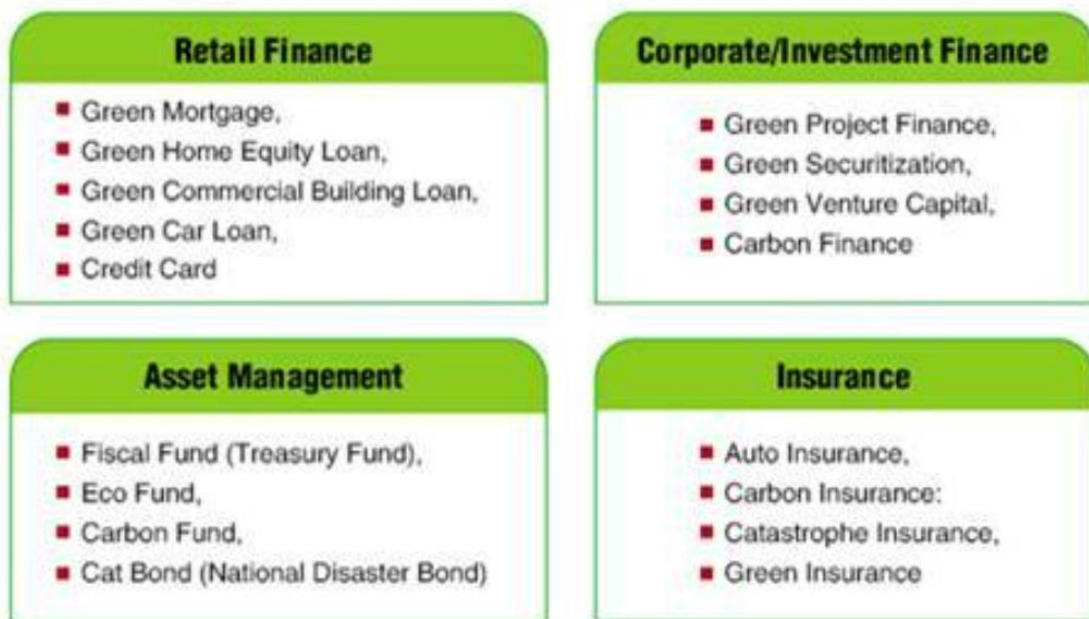 Retail Finance
■ Green Mortgage,
■ Green Home Equity Loan,
■ Green Commercial Building Loan,
■ Green Car Loan,
■ Credit Card
Corporate/Investment Finance
■ Green Project Finance,
■ Green Securitization,
■ Green Venture Capital,
■ Carbon Finance
Asset Management
■ Fiscal Fund (Treasury Fund),
■ Eco Fund,
■ Carbon Fund,
■ Cat Bond (National Disaster Bond)
Insurance
■ Auto Insurance,
■ Carbon Insurance:
■ Catastrophe Insurance,
■ Green Insurance